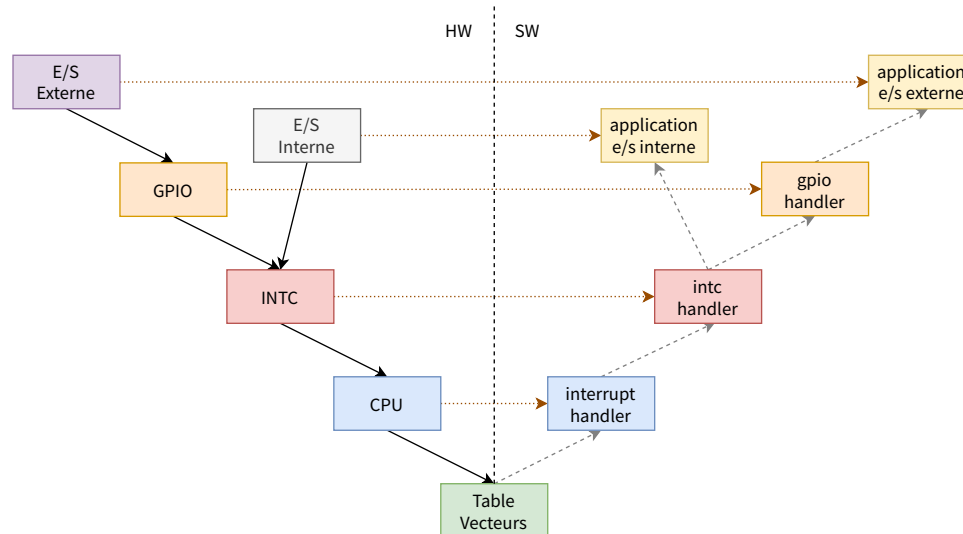 HW
SW
E/S
Externe
application
e/s externe
E/S
Interne
application
e/s interne
GPIO
gpio
handler
INTC
intc
handler
CPU
interrupt
handler
Table
Vecteurs